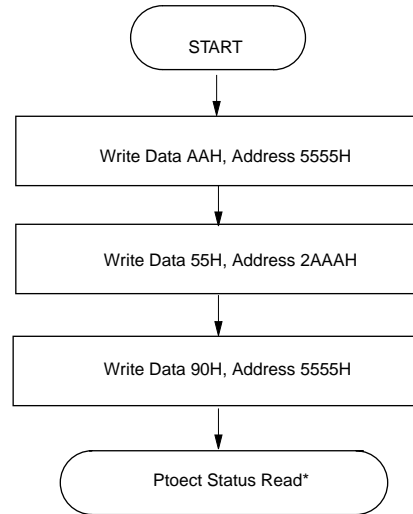 START
Write Data AAH, Address 5555H
Write Data 55H, Address 2AAAH
Write Data 90H, Address 5555H
Ptoect Status Read*